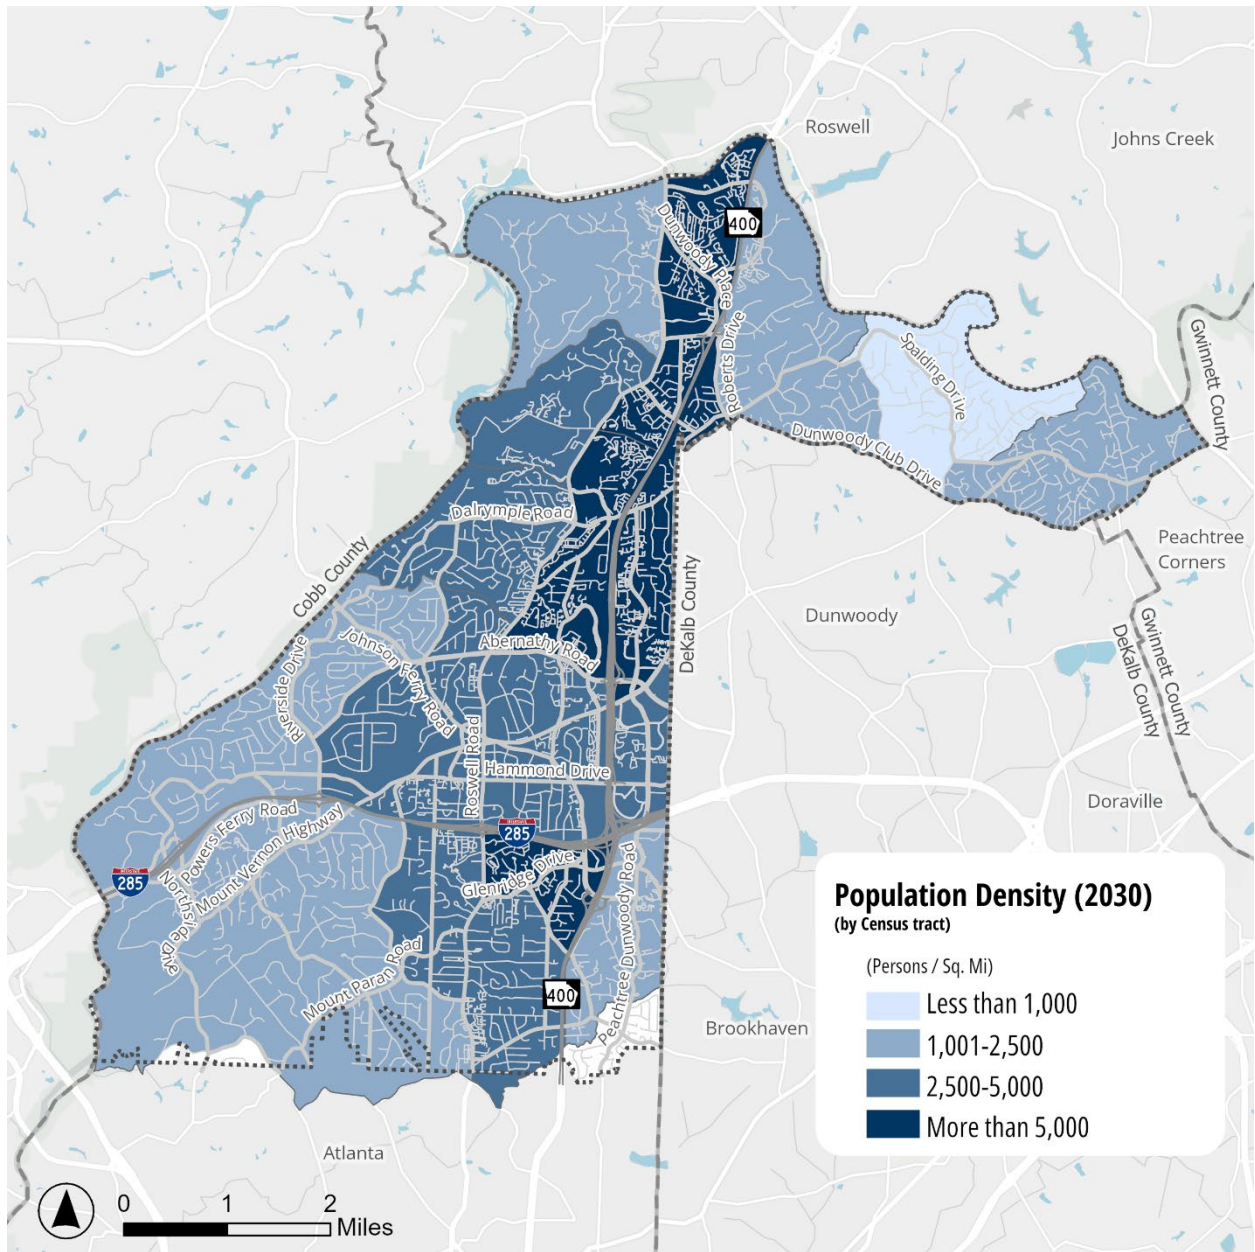 Roswell
Johns Creek
400
Dunwoody Place
Roberts Drive
Spalding Drive
Gwinnett County
Dunwoody Club Drive
Dalrymple Road
Cobb County
Peachtree
Corners
DeKalb County
Dunwoody
Gwinnett County
DeKalb County
Abernathy Road
Johnson Ferry Road
Riverside Drive
Roswell Road
Hammond Drive
Doraville
Powers Ferry Road
Mount Vernon Highway
285
285
Northside Drive
Glenridge Drive
Peachtree Dunwoody Road
Mount Paran Road
400
Brookhaven
Atlanta
Population Density (2030)
(by Census tract)
(Persons / Sq. Mi)
Less than 1,000
1,001-2,500
2,500-5,000
More than 5,000
0 1 2
Miles